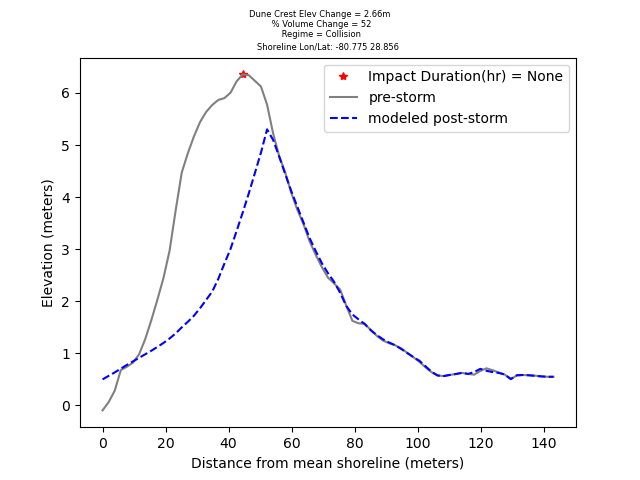 Dune Crest Elev Change = 2.66m
% Volume Change = 52
Regime = Collision
Shoreline Lon/Lat: -80.775 28.856
Impact Duration(hr) = None
pre-storm
modeled post-storm
Elevation (meters)
6
5
4
3
2
1
0
0 20 40 60 80 100 120 140
Distance from mean shoreline (meters)